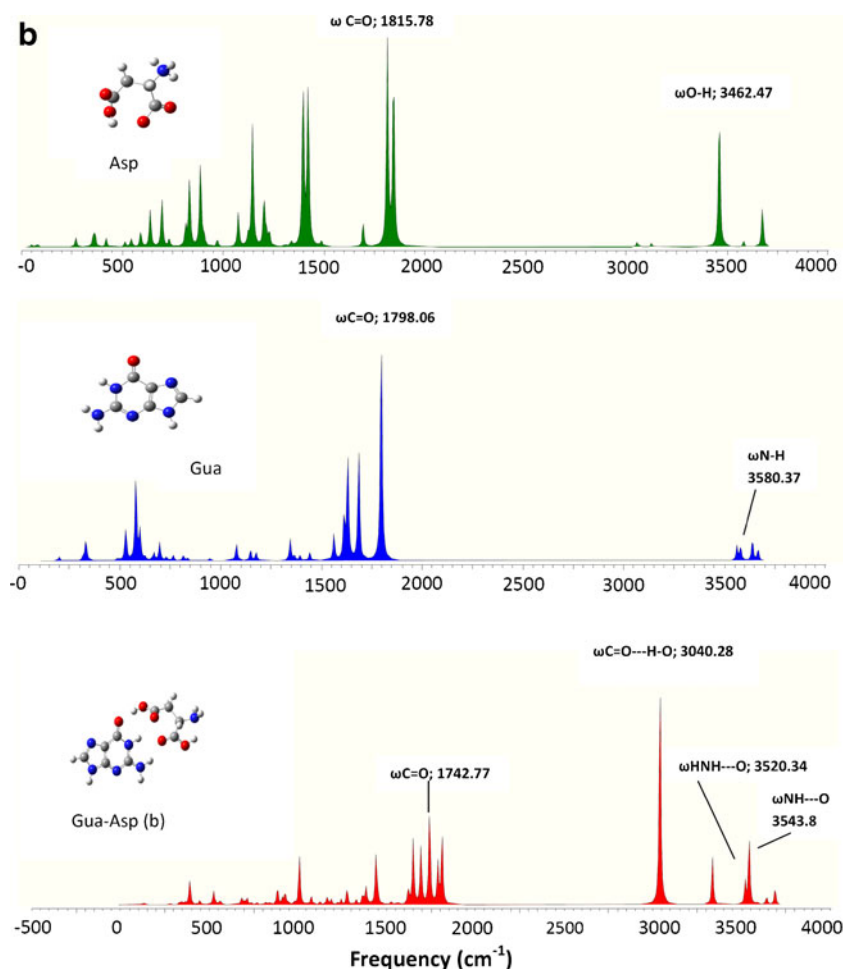 b
ω C=O; 1815.78
ωO-H; 3462.47
Asp
-0 500 1000 1500 2000 2500 3000 3500 4000
ωC=O; 1798.06
ωN-H
3580.37
Gua
-0 500 1000 1500 2000 2500 3000 3500 4000
ωC=O---H-O; 3040.28
ωC=O; 1742.77
ωHNH---O; 3520.34
ωNH---O
3543.8
Gua-Asp (b)
-500 0 500 1000 1500 2000 2500 3000 3500 4000
Frequency (cm⁻¹)